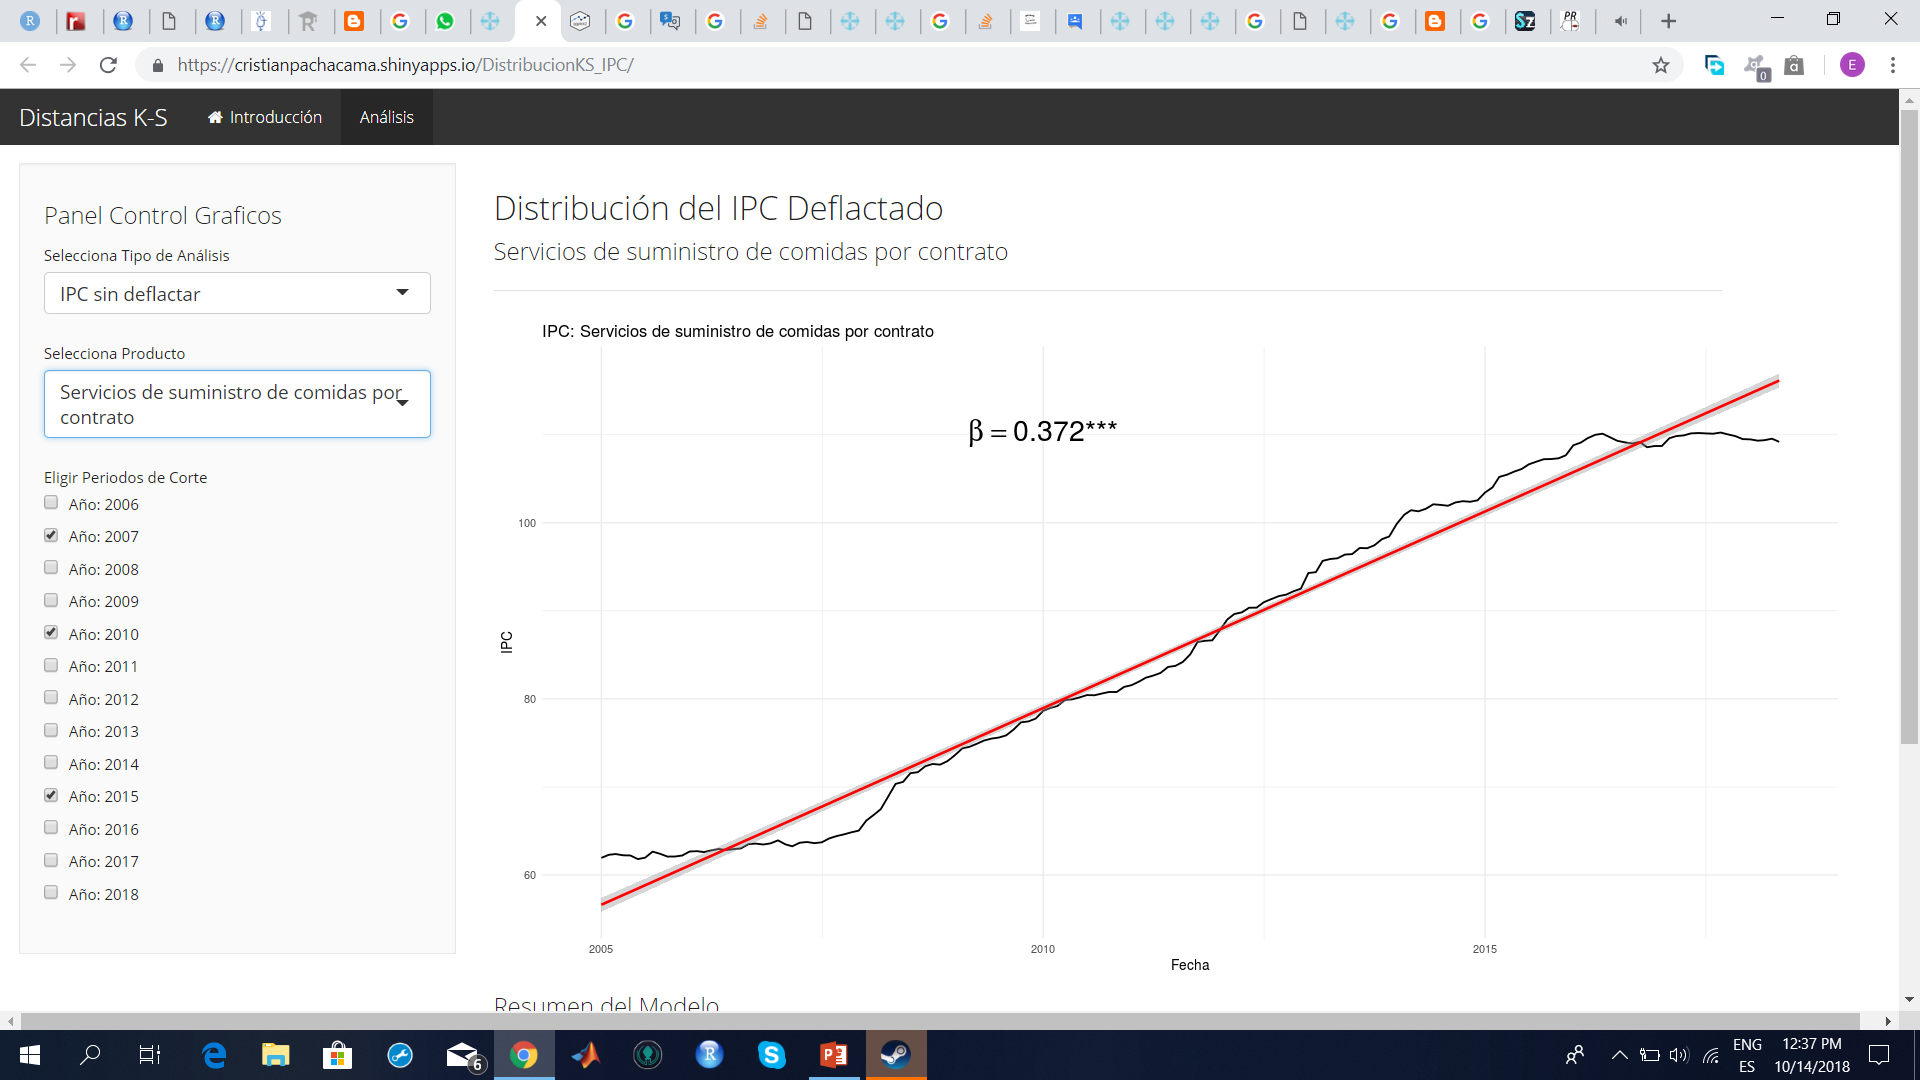 https://cristianpachacama.shinyapps.io/DistribucionKS_IPC/
0
E
Distancias K-S
Introducción
Análisis
Panel Control Graficos
Selecciona Tipo de Análisis
IPC sin deflactar
Selecciona Producto
Servicios de suministro de comidas por
contrato
Eligir Periodos de Corte
Año: 2006
Año: 2007
Año: 2008
Año: 2009
Año: 2010
Año: 2011
Año: 2012
Año: 2013
Año: 2014
Año: 2015
Año: 2016
Año: 2017
Año: 2018
Distribución del IPC Deflactado
Servicios de suministro de comidas por contrato
IPC: Servicios de suministro de comidas por contrato
β = 0.372***
100
80
60
IPC
2005
2010
2015
Fecha
Resumen del Modelo
6
ENG
ES
12:37 PM
10/14/2018